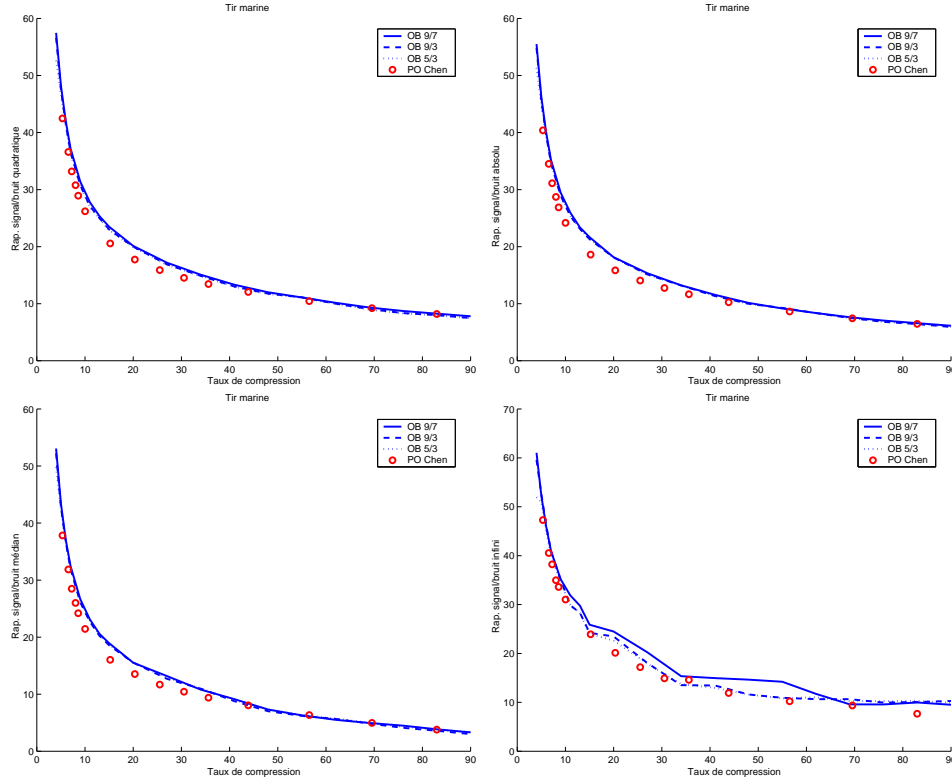 Tir marine
60
50
40
30
20
10
0
Rap. signal/bruit quadratique
OB 9/7
OB 9/3
OB 5/3
PO Chen
0 10 20 30 40 50 60 70 80 90
Taux de compression
Tir marine
60
50
40
30
20
10
0
Rap. signal/bruit absolu
OB 9/7
OB 9/3
OB 5/3
PO Chen
0 10 20 30 40 50 60 70 80 90
Taux de compression
Tir marine
60
50
40
30
20
10
0
Rap. signal/bruit médian
OB 9/7
OB 9/3
OB 5/3
PO Chen
0 10 20 30 40 50 60 70 80 90
Taux de compression
Tir marine
70
60
50
40
30
20
10
0
Rap. signal/bruit infini
OB 9/7
OB 9/3
OB 5/3
PO Chen
0 10 20 30 40 50 60 70 80 90
Taux de compression